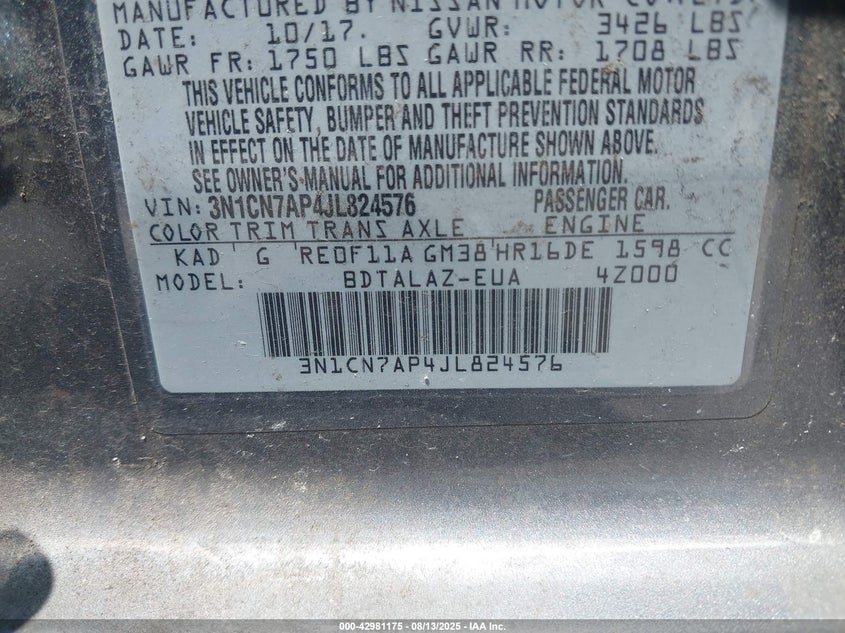 MANUFACTURED BY NISSAN MOTOR CO. LTD.
DATE: 10/17. GVWR: 3426 LBS
GAWR FR: 1750 LBS GAWR RR: 1708 LBS
THIS VEHICLE CONFORMS TO ALL APPLICABLE FEDERAL MOTOR
VEHICLE SAFETY, BUMPER AND THEFT PREVENTION STANDARDS
IN EFFECT ON THE DATE OF MANUFACTURE SHOWN ABOVE.
SEE OWNER'S MANUAL FOR ADDITIONAL INFORMATION.
VIN: 3N1CN7AP4JL824576 PASSENGER CAR.
COLOR TRIM TRANS AXLE ENGINE
KAD G RE0F11A GM38 HR16DE 1598 CC
MODEL: BDTALAZ-EUA 4Z000
3N1CN7AP4JL824576
000-42981175 - 08/13/2025 - IAA Inc.